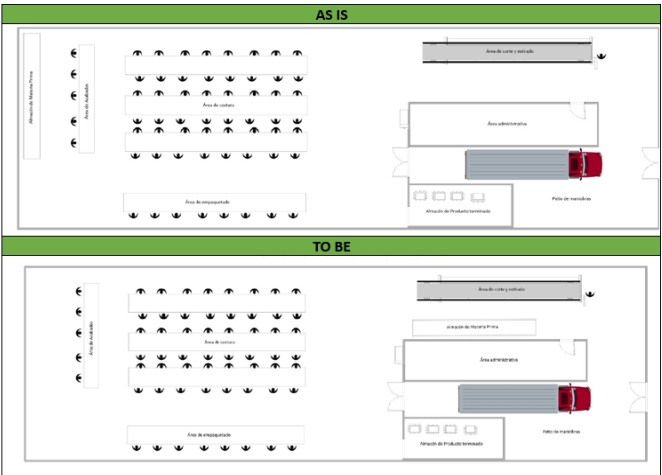 AS IS
Almacén de Materia Prima
Área de Acabados
Área de costura
Área de empaquetado
Área de corte y estirado
Área administrativa
Almacén de Producto terminado
Patio de maniobras
TO BE
Área de Acabados
Área de costura
Área de empaquetado
Área de corte y estirado
Almacén de Materia Prima
Área administrativa
Almacén de Producto terminado
Patio de maniobras